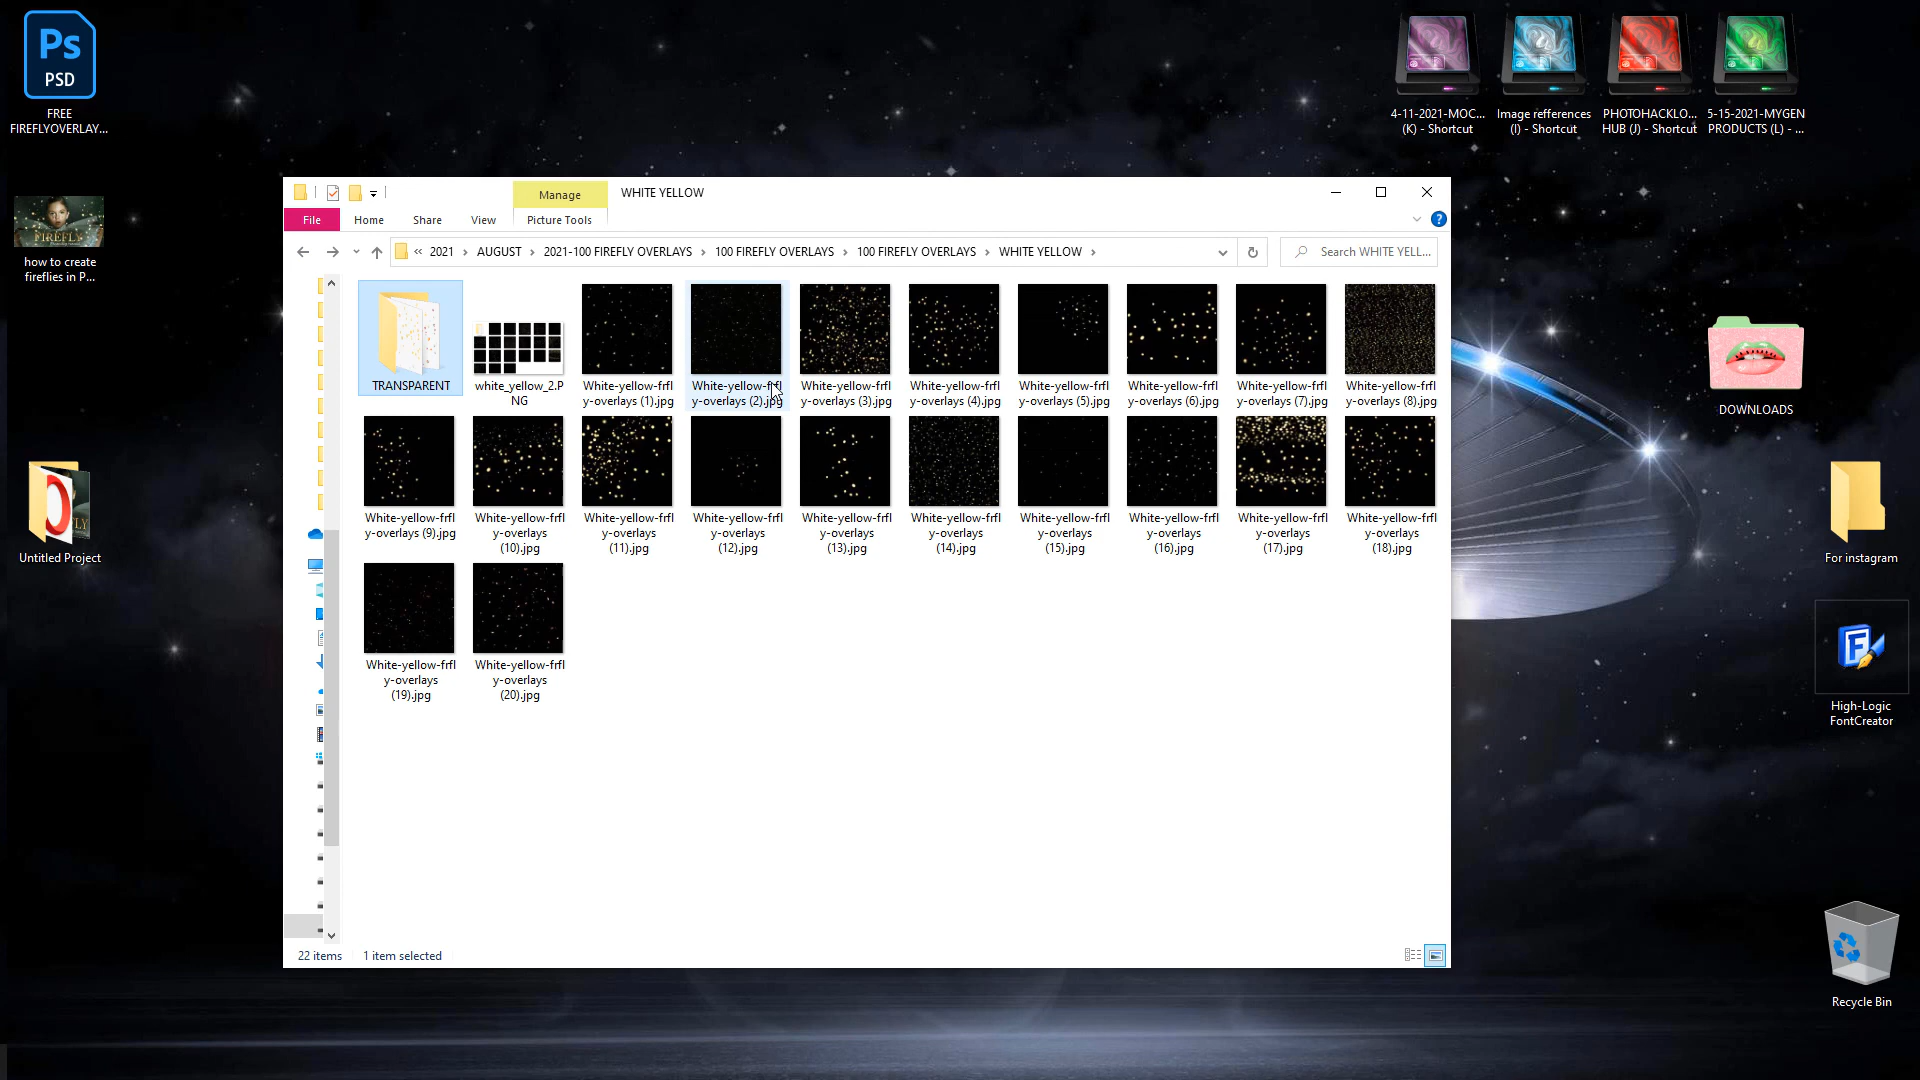 Ps
PSD
FREE
FIREFLYOVERLAY...
4-11-2021-MOC...
(K) - Shortcut
Image refferences
(I) - Shortcut
PHOTOHACKLO...
HUB (J) - Shortcut
5-15-2021-MYGEN
PRODUCTS (L) - ...
FIREFLY
how to create
fireflies in P...
Untitled Project
Manage
WHITE YELLOW
File
Home
Share
View
Picture Tools
?
« 2021 > AUGUST > 2021-100 FIREFLY OVERLAYS > 100 FIREFLY OVERLAYS > 100 FIREFLY OVERLAYS > WHITE YELLOW >
Search WHITE YELL...
TRANSPARENT
white_yellow_2.P
NG
White-yellow-frfl
y-overlays (1).jpg
White-yellow-frfl
y-overlays (2).jpg
White-yellow-frfl
y-overlays (3).jpg
White-yellow-frfl
y-overlays (4).jpg
White-yellow-frfl
y-overlays (5).jpg
White-yellow-frfl
y-overlays (6).jpg
White-yellow-frfl
y-overlays (7).jpg
White-yellow-frfl
y-overlays (8).jpg
White-yellow-frfl
y-overlays (9).jpg
White-yellow-frfl
y-overlays
(10).jpg
White-yellow-frfl
y-overlays
(11).jpg
White-yellow-frfl
y-overlays
(12).jpg
White-yellow-frfl
y-overlays
(13).jpg
White-yellow-frfl
y-overlays
(14).jpg
White-yellow-frfl
y-overlays
(15).jpg
White-yellow-frfl
y-overlays
(16).jpg
White-yellow-frfl
y-overlays
(17).jpg
White-yellow-frfl
y-overlays
(18).jpg
White-yellow-frfl
y-overlays
(19).jpg
White-yellow-frfl
y-overlays
(20).jpg
22 items
1 item selected
DOWNLOADS
For instagram
F
High-Logic
FontCreator
Recycle Bin